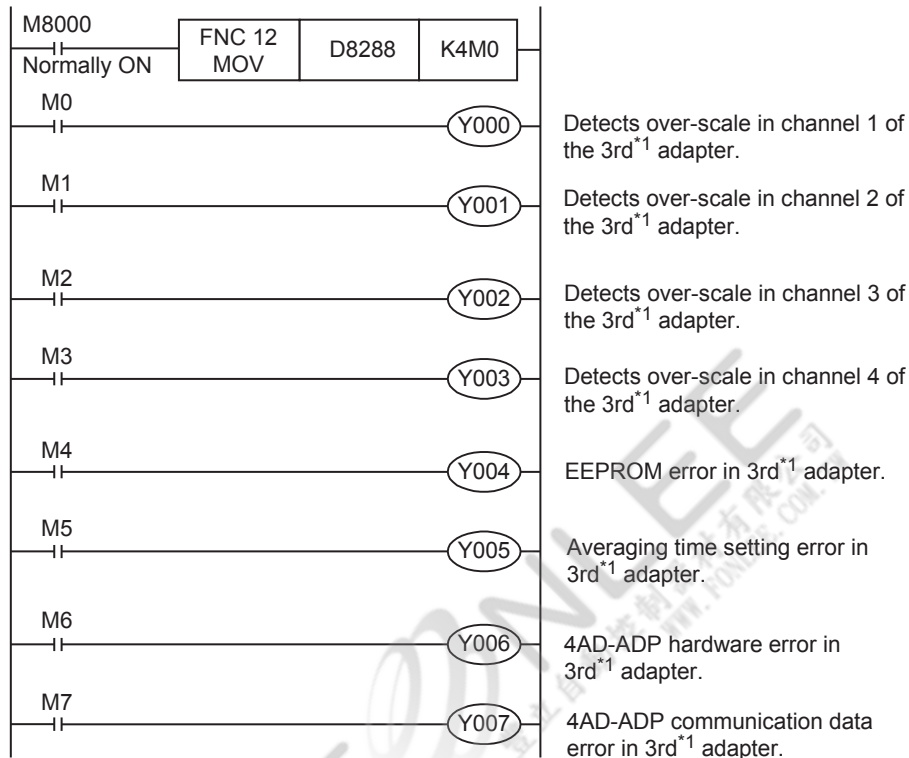 M8000
Normally ON
FNC 12
MOV
D8288
K4M0
M0
Y000
Detects over-scale in channel 1 of
the 3rd*1 adapter.
M1
Y001
Detects over-scale in channel 2 of
the 3rd*1 adapter.
M2
Y002
Detects over-scale in channel 3 of
the 3rd*1 adapter.
M3
Y003
Detects over-scale in channel 4 of
the 3rd*1 adapter.
M4
Y004
EEPROM error in 3rd*1 adapter.
M5
Y005
Averaging time setting error in
3rd*1 adapter.
M6
Y006
4AD-ADP hardware error in
3rd*1 adapter.
M7
Y007
4AD-ADP communication data
error in 3rd*1 adapter.